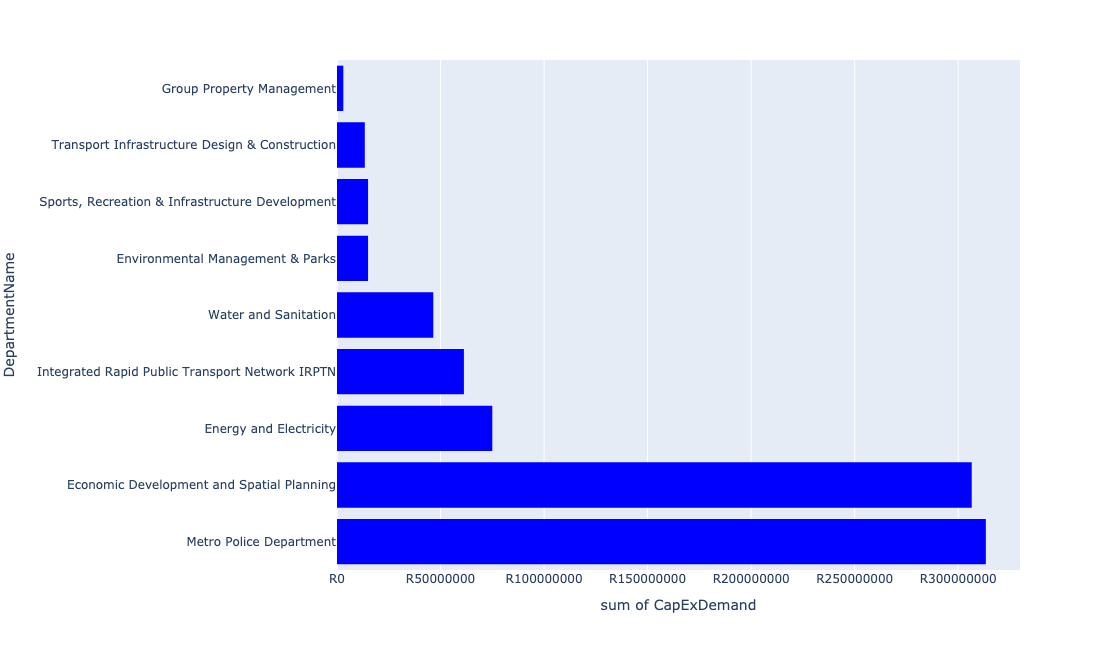 Group Property Management
Transport Infrastructure Design & Construction
Sports, Recreation & Infrastructure Development
Environmental Management & Parks
Water and Sanitation
Integrated Rapid Public Transport Network IRPTN
Energy and Electricity
Economic Development and Spatial Planning
Metro Police Department
DepartmentName
R0 R50000000 R100000000 R150000000 R200000000 R250000000 R300000000
sum of CapExDemand